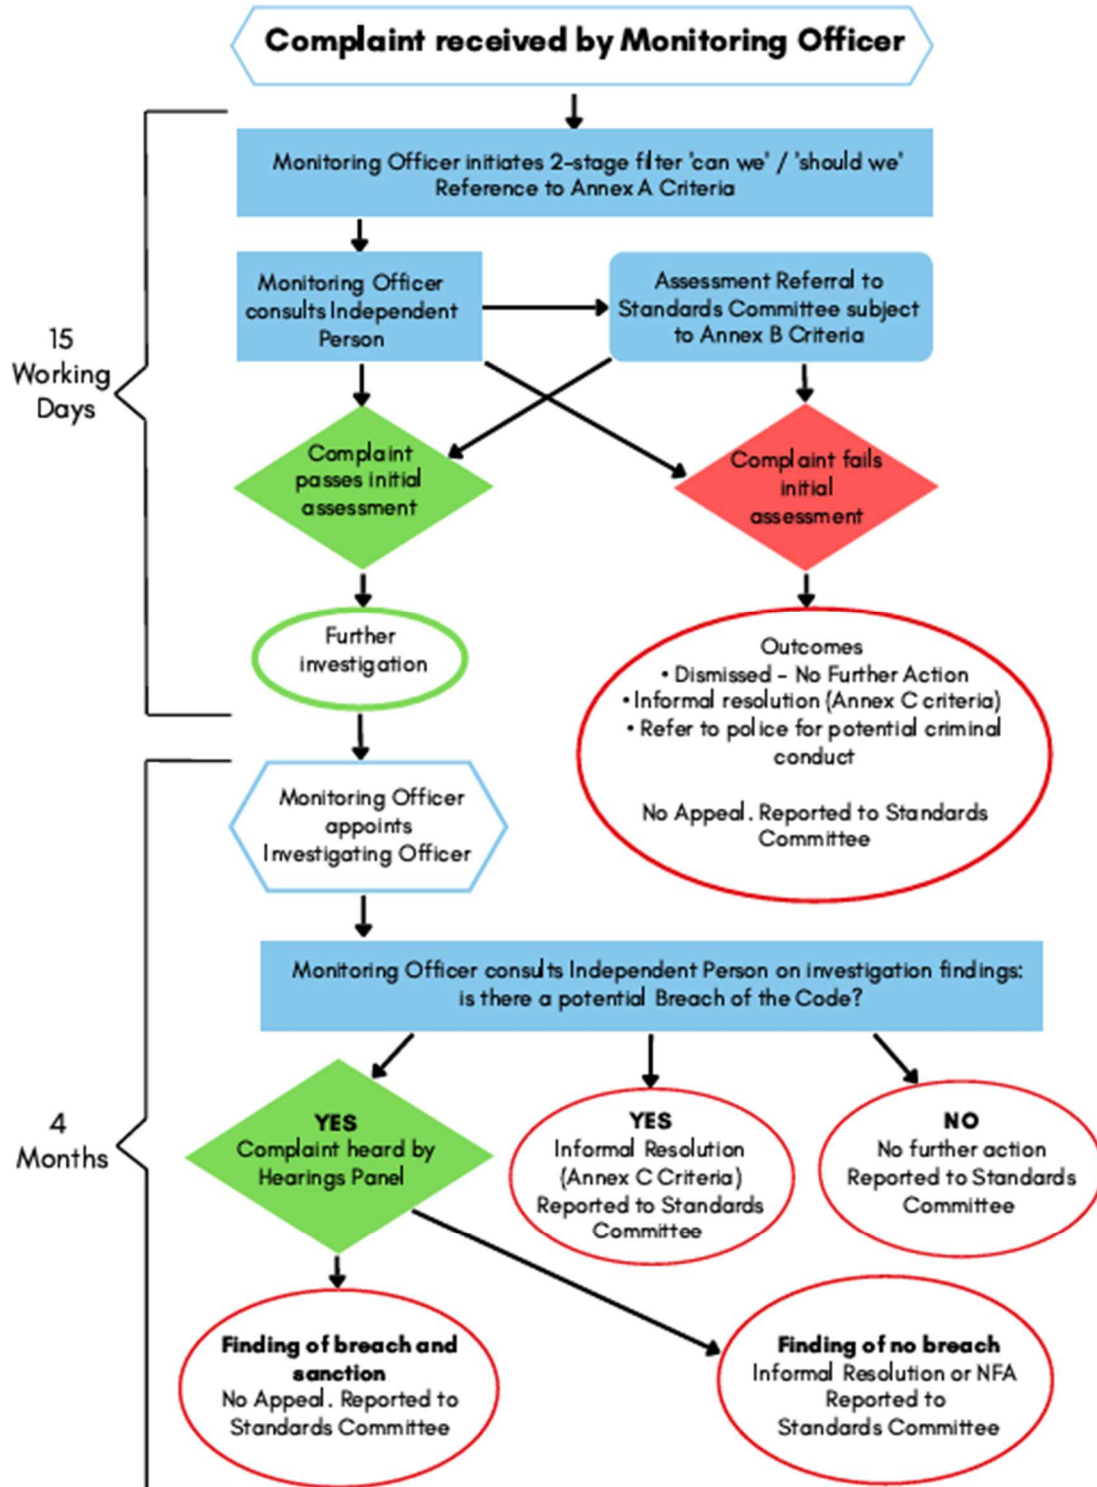 Complaint received by Monitoring Officer
Monitoring Officer initiates 2-stage filter 'can we' / 'should we'
Reference to Annex A Criteria
Monitoring Officer
consults Independent
Person
Assessment Referral to
Standards Committee subject
to Annex B Criteria
15
Working
Days
Complaint
passes initial
assessment
Complaint fails
initial
assessment
Further
investigation
Outcomes
• Dismissed - No Further Action
• Informal resolution (Annex C criteria)
• Refer to police for potential criminal
conduct
No Appeal. Reported to Standards
Committee
Monitoring Officer
appoints
Investigating Officer
Monitoring Officer consults Independent Person on investigation findings:
is there a potential Breach of the Code?
4
Months
YES
Complaint heard by
Hearings Panel
YES
Informal Resolution
(Annex C Criteria)
Reported to Standards
Committee
NO
No further action
Reported to Standards
Committee
Finding of breach and
sanction
No Appeal. Reported to
Standards Committee
Finding of no breach
Informal Resolution or NFA
Reported to
Standards Committee